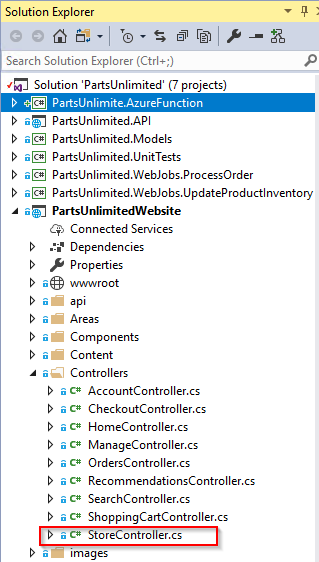 Solution Explorer
Search Solution Explorer (Ctrl+;)
Solution 'PartsUnlimited' (7 projects)
C# PartsUnlimite.AzureFunction
PartsUnlimited.API
C# PartsUnlimited.Models
C# PartsUnlimited.UnitTests
C# PartsUnlimited.WebJobs.ProcessOrder
C# PartsUnlimited.WebJobs.UpdateProductInventory
PartsUnlimitedWebsite
Connected Services
Dependencies
Properties
wwwroot
api
Areas
Components
Content
Controllers
C# AccountController.cs
C# CheckoutController.cs
C# HomeController.cs
C# ManageController.cs
C# OrdersController.cs
C# RecommendationsController.cs
C# SearchController.cs
C# ShoppingCartController.cs
C# StoreController.cs
images